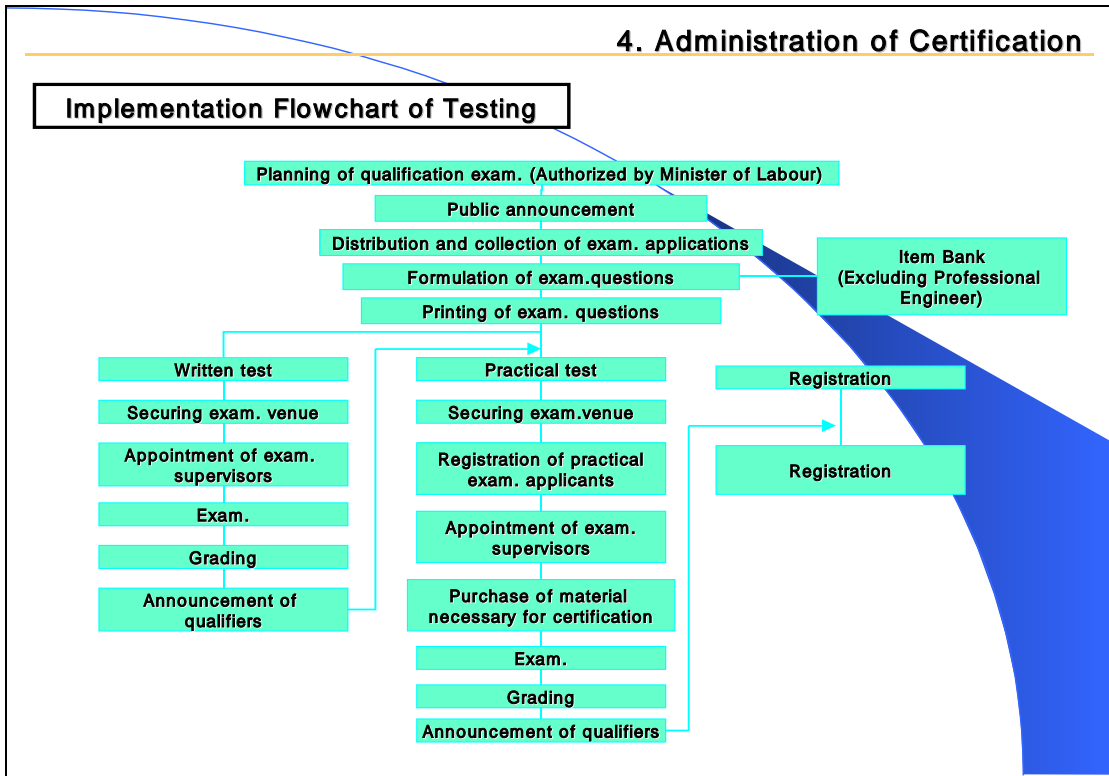 4. Administration of Certification
Implementation Flowchart of Testing
Planning of qualification exam. (Authorized by Minister of Labour)
Public announcement
Distribution and collection of exam. applications
Formulation of exam.questions
Item Bank
(Excluding Professional
Engineer)
Printing of exam. questions
Written test
Securing exam. venue
Appointment of exam.
supervisors
Exam.
Grading
Announcement of
qualifiers
Practical test
Securing exam.venue
Registration of practical
exam. applicants
Appointment of exam.
supervisors
Purchase of material
necessary for certification
Exam.
Grading
Announcement of qualifiers
Registration
Registration